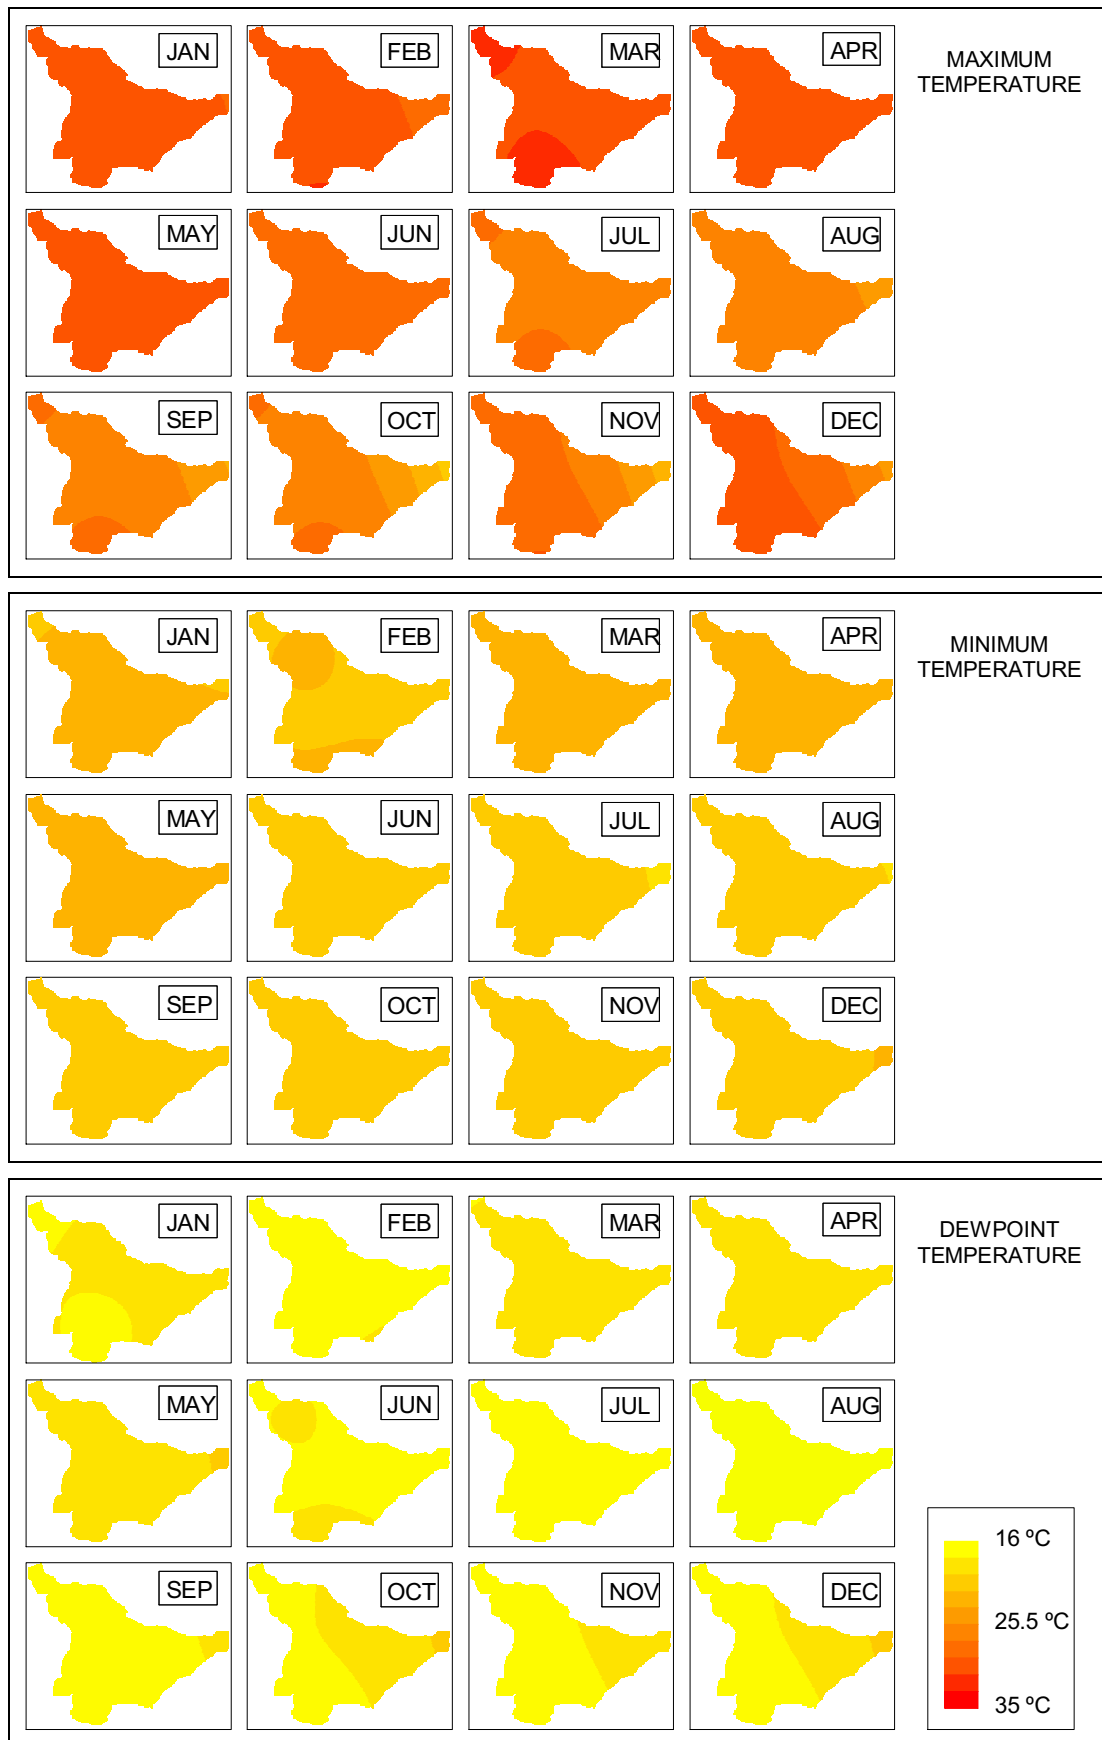 JAN
FEB
MAR
APR
MAXIMUM
TEMPERATURE
MAY
JUN
JUL
AUG
SEP
OCT
NOV
DEC
JAN
FEB
MAR
APR
MINIMUM
TEMPERATURE
MAY
JUN
JUL
AUG
SEP
OCT
NOV
DEC
JAN
FEB
MAR
APR
DEWPOINT
TEMPERATURE
MAY
JUN
JUL
AUG
SEP
OCT
NOV
DEC
16 ºC
25.5 ºC
35 ºC